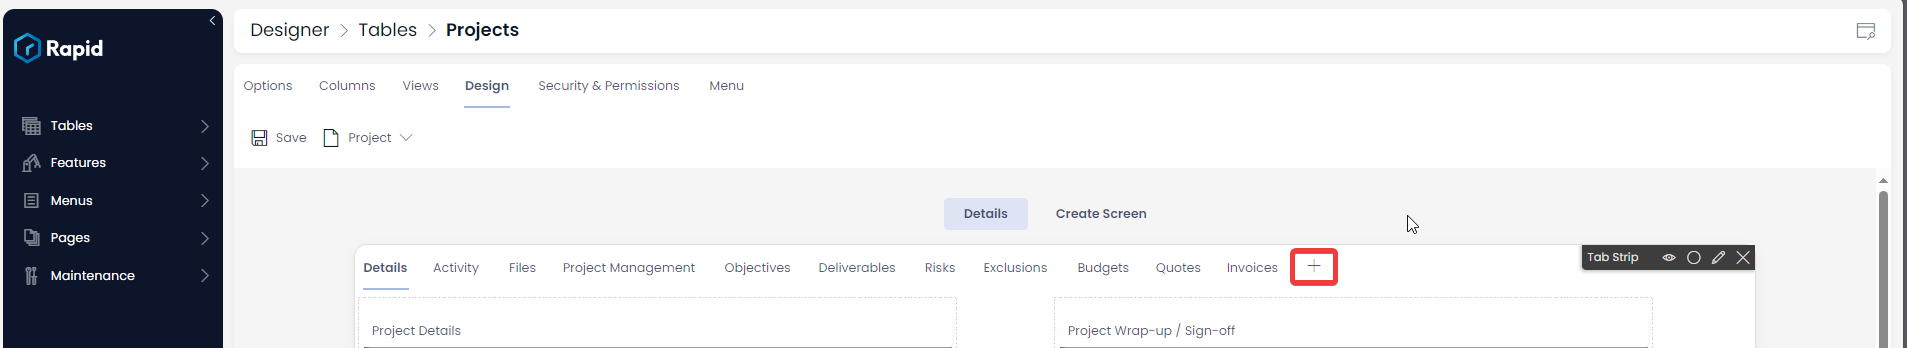 Rapid
Tables
Features
Menus
Pages
Maintenance
Designer > Tables > Projects
Options Columns Views Design Security & Permissions Menu
Save Project
Details Create Screen
Details Activity Files Project Management Objectives Deliverables Risks Exclusions Budgets Quotes Invoices +
Tab Strip
Project Details Project Wrap-up / Sign-off